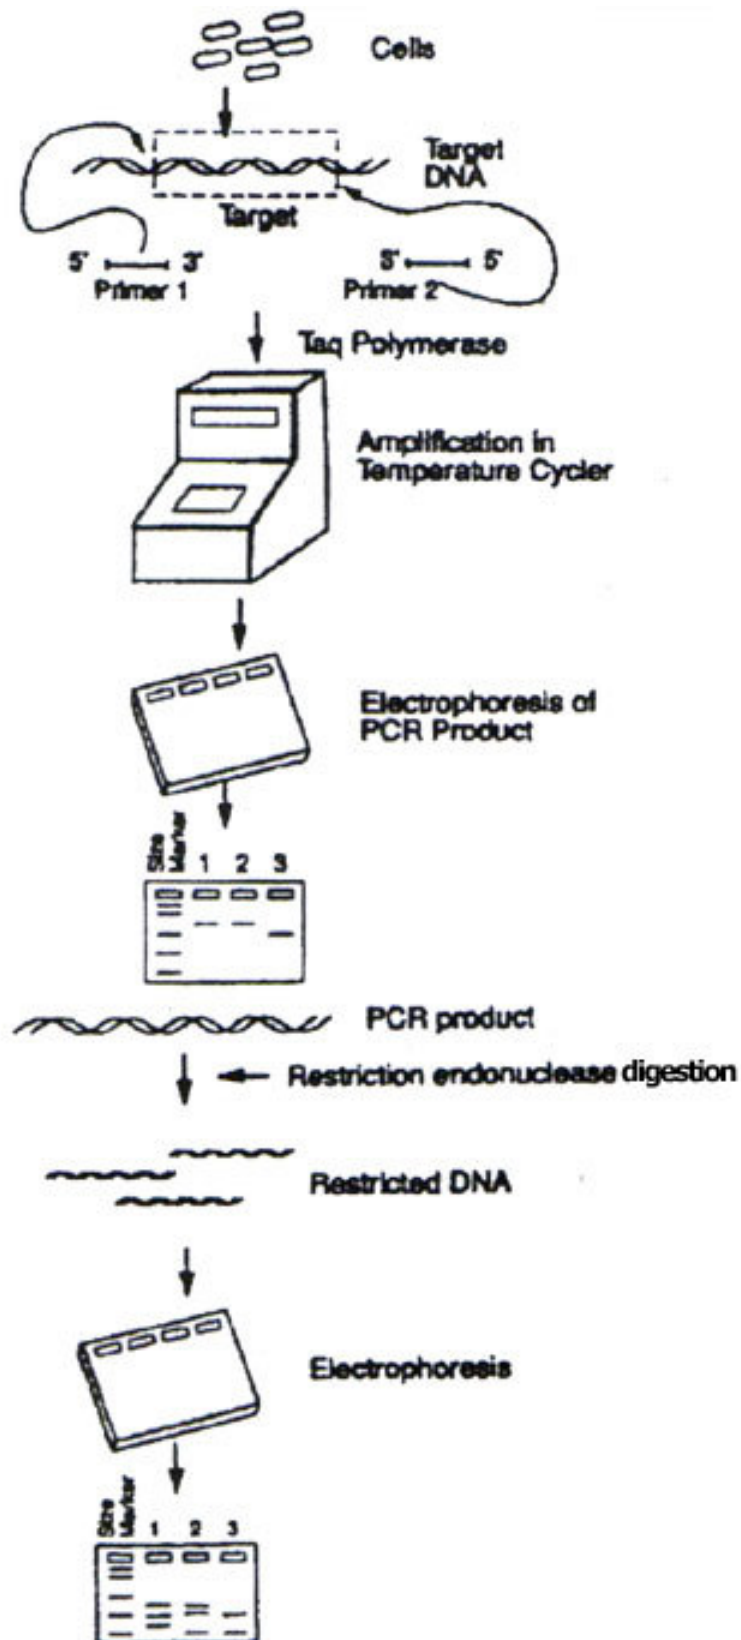 Cells
Target
DNA
Target
5' 3'
Primer 1
3' 5'
Primer 2
Taq Polymerase
Amplification in
Temperature Cycler
Electrophoresis of
PCR Product
Size
Marker
1 2 3
PCR product
Restriction endonuclease digestion
Restricted DNA
Electrophoresis
Size
Marker
1 2 3